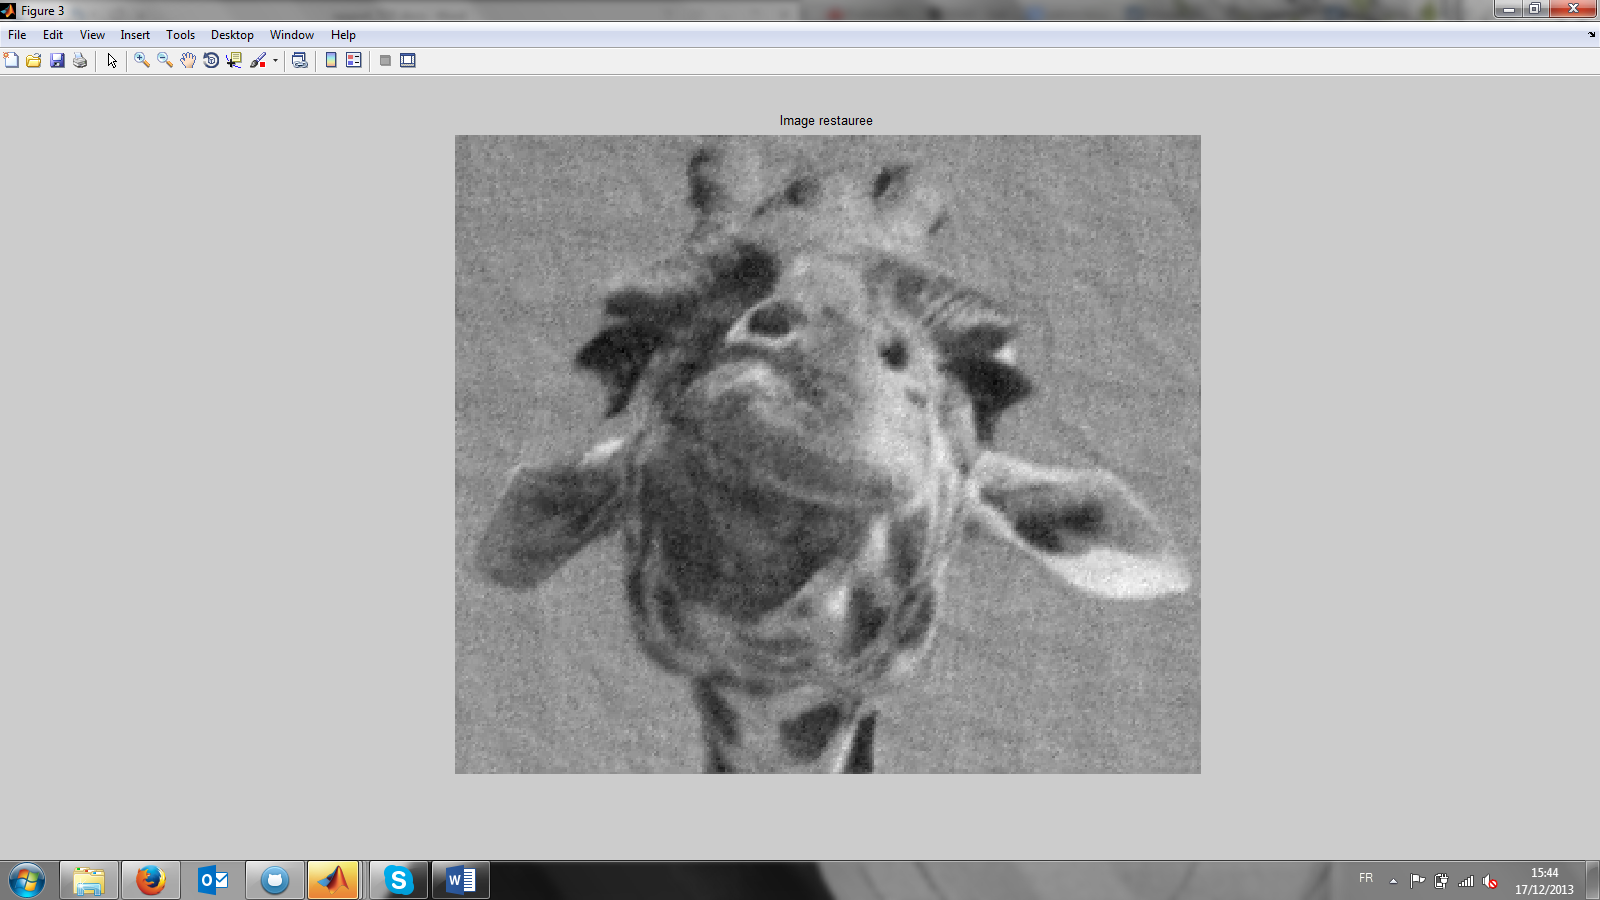 Figure 3
File Edit View Insert Tools Desktop Window Help
Image restauree
FR
15:44
17/12/2013